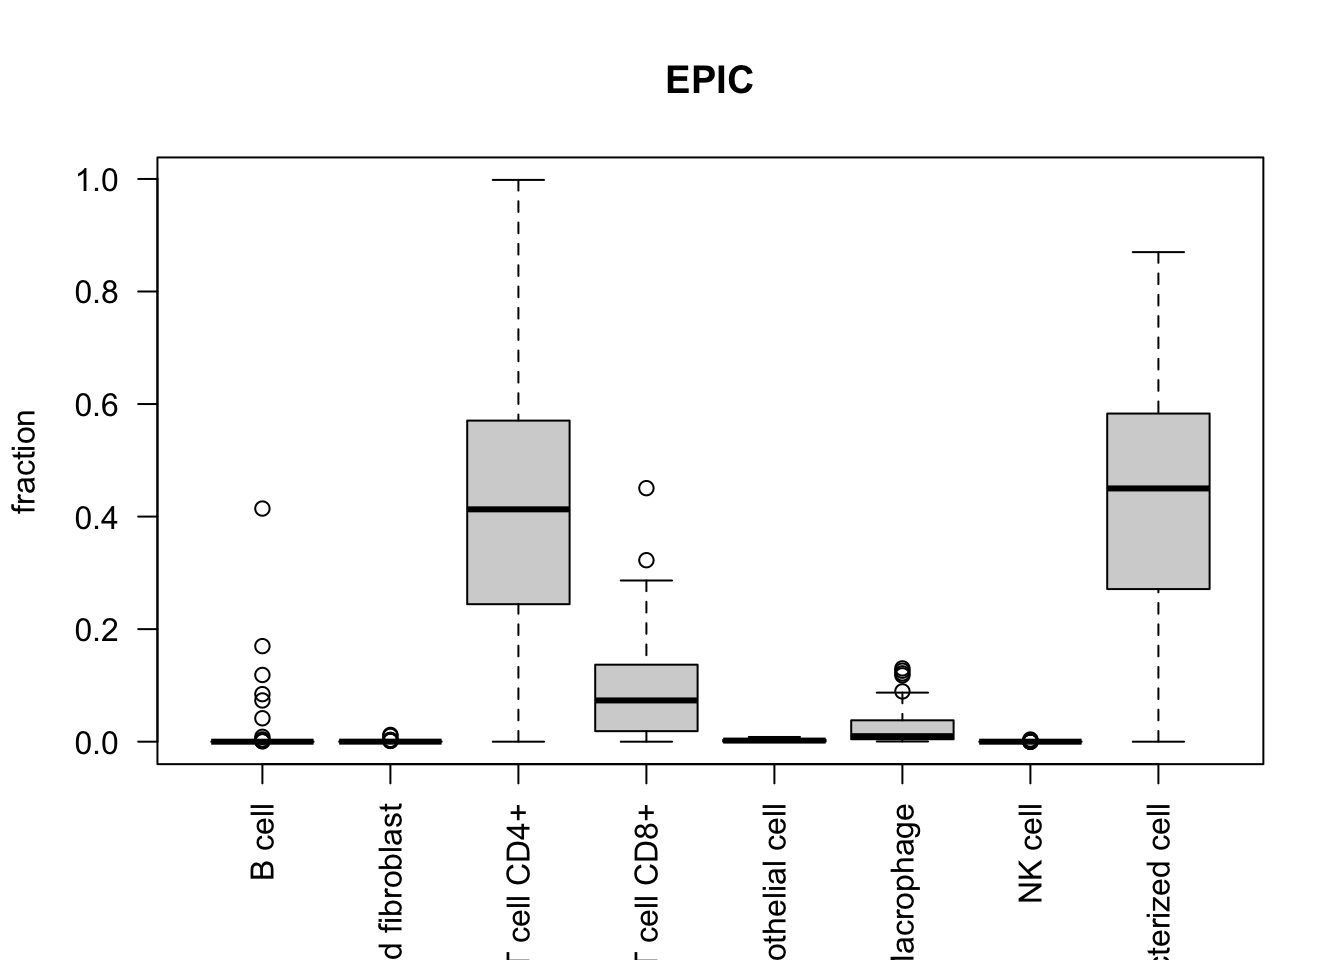 EPIC
fraction
1.0
0.8
0.6
0.4
0.2
0.0
B cell
d fibroblast
T cell CD4+
T cell CD8+
othelial cell
lacrophage
NK cell
cterized cell